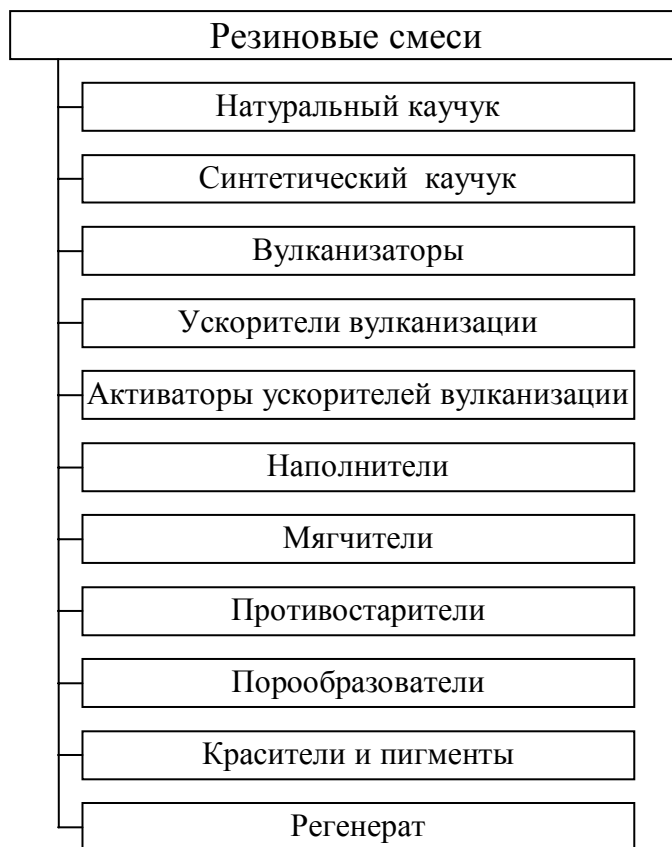 Резиновые смеси
Натуральный каучук
Синтетический каучук
Вулканизаторы
Ускорители вулканизации
Активаторы ускорителей вулканизации
Наполнители
Мягчители
Противостарители
Порообразователи
Красители и пигменты
Регенерат